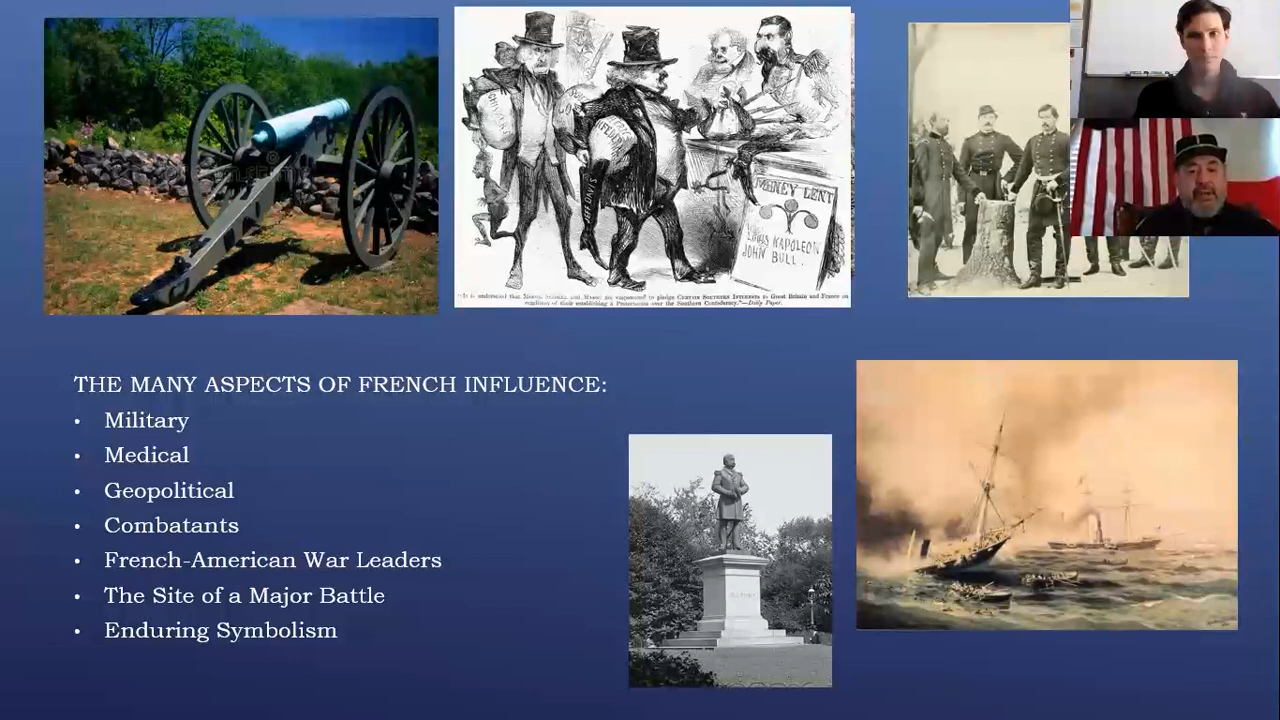 MONEY LENT
LOUIS NAPOLEON
JOHN BULL.
THE MANY ASPECTS OF FRENCH INFLUENCE:
• Military
• Medical
• Geopolitical
• Combatants
• French-American War Leaders
• The Site of a Major Battle
• Enduring Symbolism